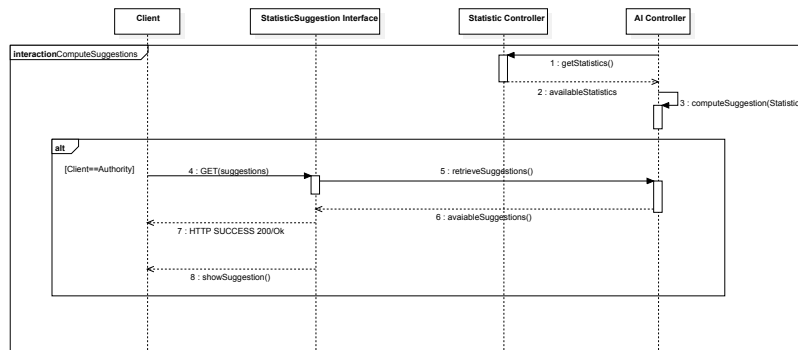 Client
StatisticSuggestion Interface
Statistic Controller
AI Controller
interactionComputeSuggestions
1 : getStatistics()
2 : availableStatistics
3 : computeSuggestion(Statistic
alt
[Client==Authority]
4 : GET(suggestions)
5 : retrieveSuggestions()
6 : avaiableSuggestions()
7 : HTTP SUCCESS 200/Ok
8 : showSuggestion()